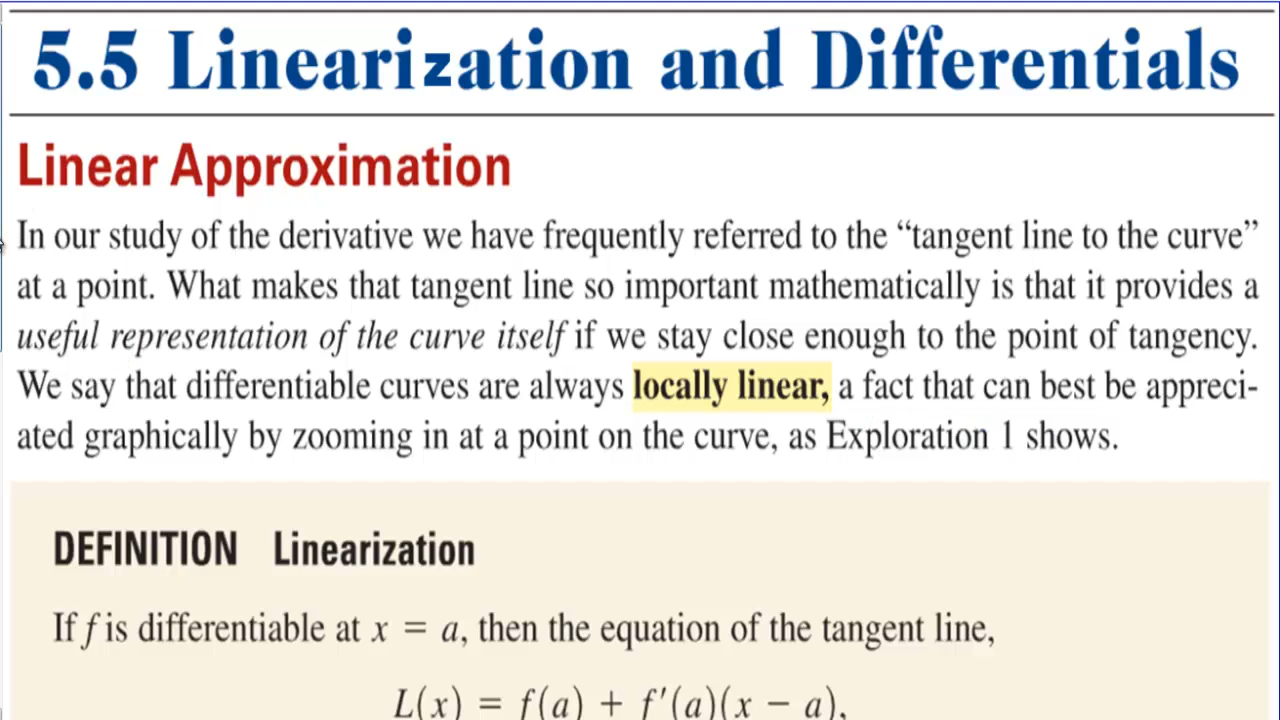 5.5 Linearization and Differentials
Linear Approximation
In our study of the derivative we have frequently referred to the “tangent line to the curve”
at a point. What makes that tangent line so important mathematically is that it provides a
useful representation of the curve itself if we stay close enough to the point of tangency.
We say that differentiable curves are always locally linear, a fact that can best be appreci-
ated graphically by zooming in at a point on the curve, as Exploration 1 shows.
DEFINITION Linearization
If f is differentiable at x = a, then the equation of the tangent line,
L(x) = f(a) + f′(a)(x − a),